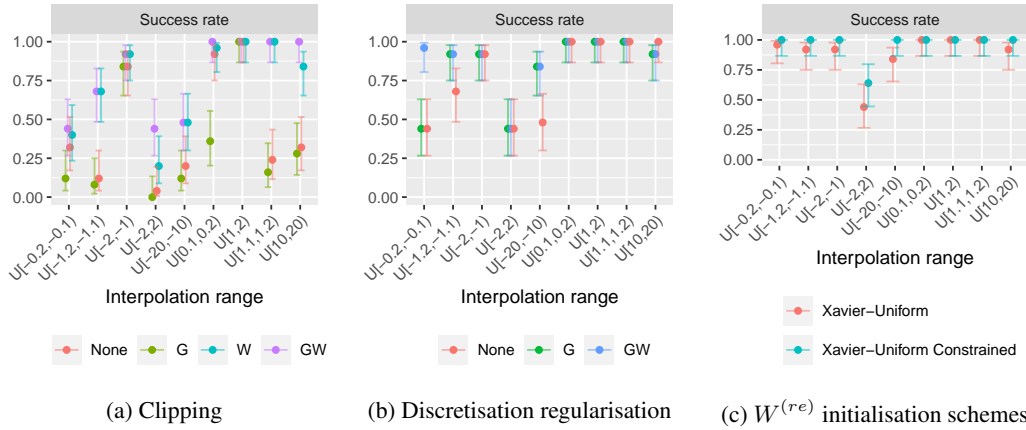 Success rate
1.00
0.75
0.50
0.25
0.00
U[−0.2,−0.1)
U[−1.2,−1.1)
U[−2,−1)
U[−2,2)
U[−20,−10)
U[0.1,0.2)
U[1,2)
U[1.1,1.2)
U[10,20)
Interpolation range
None G W GW
(a) Clipping
Success rate
1.00
0.75
0.50
0.25
0.00
U[−0.2,−0.1)
U[−1.2,−1.1)
U[−2,−1)
U[−2,2)
U[−20,−10)
U[0.1,0.2)
U[1,2)
U[1.1,1.2)
U[10,20)
Interpolation range
None G GW
(b) Discretisation regularisation
Success rate
1.00
0.75
0.50
0.25
0.00
U[−0.2,−0.1)
U[−1.2,−1.1)
U[−2,−1)
U[−2,2)
U[−20,−10)
U[0.1,0.2)
U[1,2)
U[1.1,1.2)
U[10,20)
Interpolation range
Xavier−Uniform
Xavier−Uniform Constrained
(c) W^(re) initialisation schemes